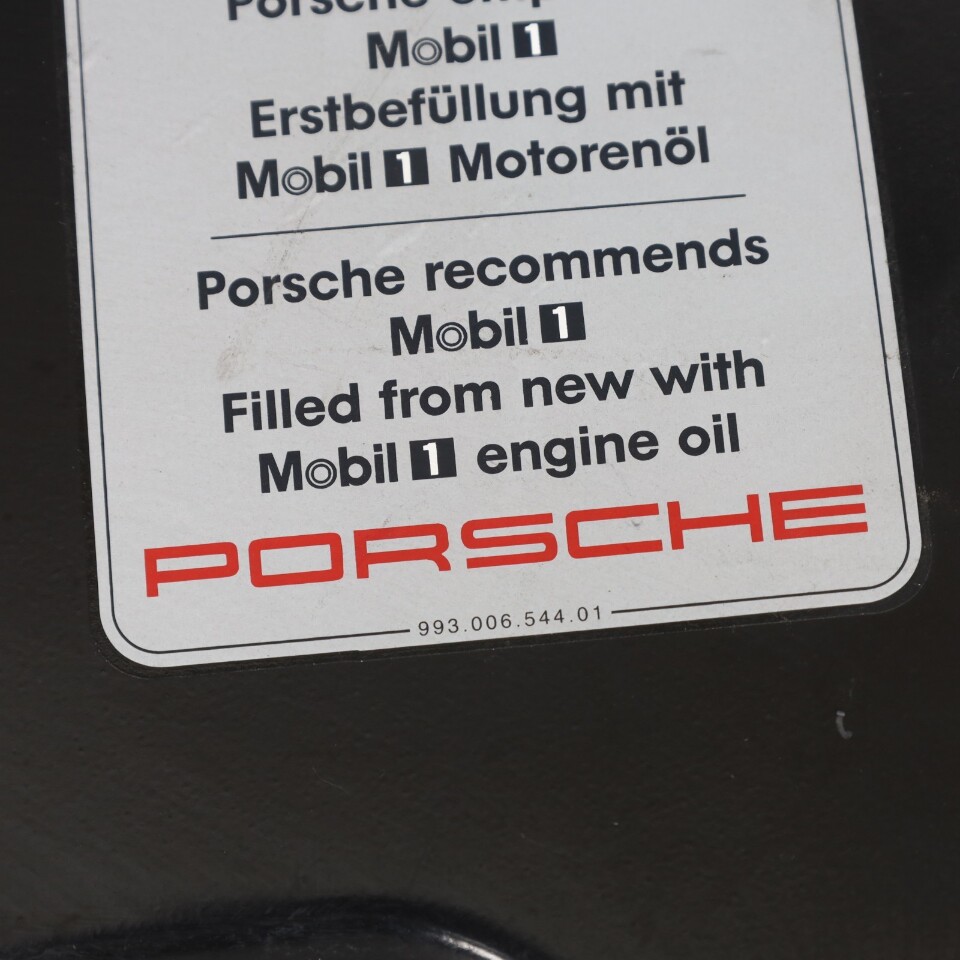 Porsche
Mobil 1
Erstbefüllung mit
Mobil 1 Motorenöl
Porsche recommends
Mobil 1
Filled from new with
Mobil 1 engine oil
PORSCHE
993.006.544.01